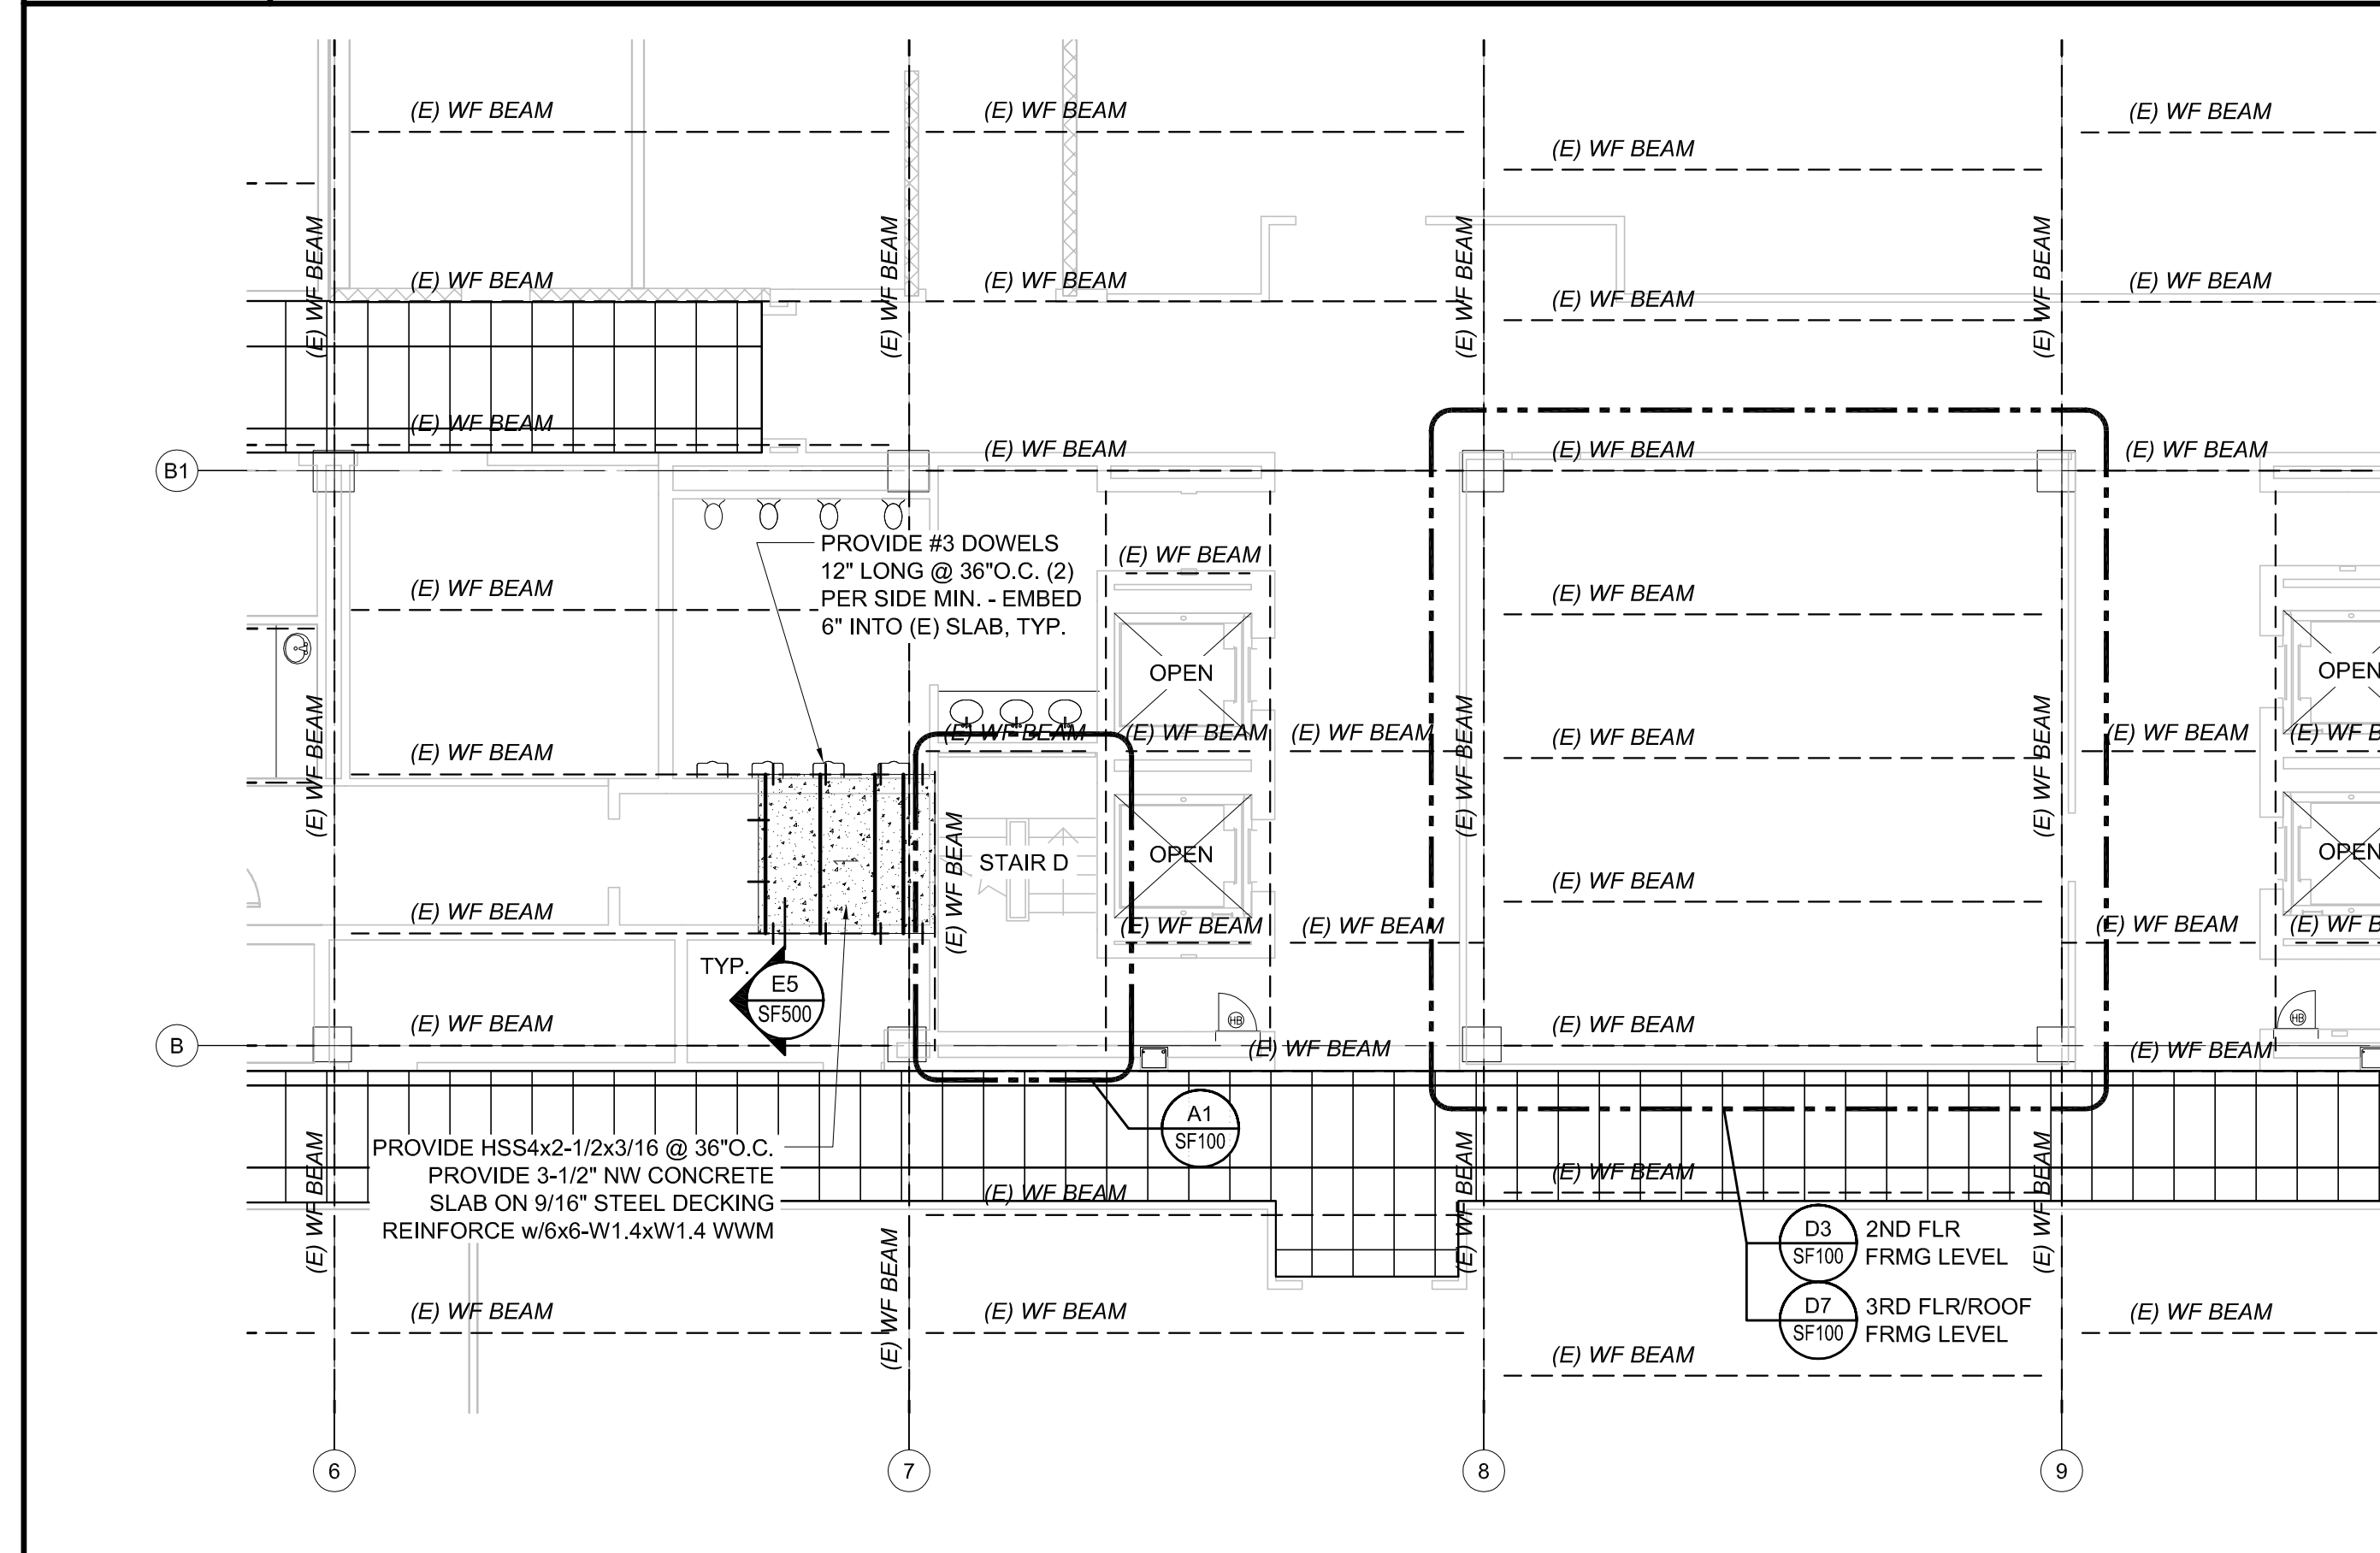 (E) WF BEAM
(E) WF BEAM
(E) WF BEAM
(E) WF BEAM
(E) WF BEAM
(E) WF BEAM
(E) WF BEAM
(E) WF BEAM
(E) WF BEAM
(E) WF BEAM
(E) WF BEAM
(E) WF BEAM
(E) WF BEAM
(E) WF BEAM
B1
(E) WF BEAM
(E) WF BEAM
(E) WF BEAM
(E) WF BEAM
PROVIDE #3 DOWELS
12" LONG @ 36"O.C. (2)
PER SIDE MIN. - EMBED
6" INTO (E) SLAB, TYP.
(E) WF BEAM
(E) WF BEAM
(E) WF BEAM
OPEN
OPEN
(E) WF BEAM
(E) WF BEAM
(E) WF BEAM
(E) WF BEAM
(E) WF BEAM
(E) WF BEAM
(E) WF BEAM
(E) WF BEAM
(E) WF BEAM
(E) WF B
(E) WF BEAM
STAIR D
OPEN
OPEN
(E) WF BEAM
(E) WF BEAM
(E) WF BEAM
(E) WF BEAM
(E) WF BEAM
(E) WF B
TYP.
E5
SF500
B
(E) WF BEAM
(E) WF BEAM
HB
(E) WF BEAM
HB
(E) WF BEAM
A1
SF100
PROVIDE HSS4x2-1/2x3/16 @ 36"O.C.
PROVIDE 3-1/2" NW CONCRETE
SLAB ON 9/16" STEEL DECKING
REINFORCE w/6x6-W1.4xW1.4 WWM
(E) WF BEAM
(E) WF BEAM
(E) WF BEAM
(E) WF BEAM
(E) WF BEAM
(E) WF BEAM
D3
SF100
2ND FLR
FRMG LEVEL
D7
SF100
3RD FLR/ROOF
FRMG LEVEL
(E) WF BEAM
(E) WF BEAM
(E) WF BEAM
(E) WF BEAM
6
7
8
9